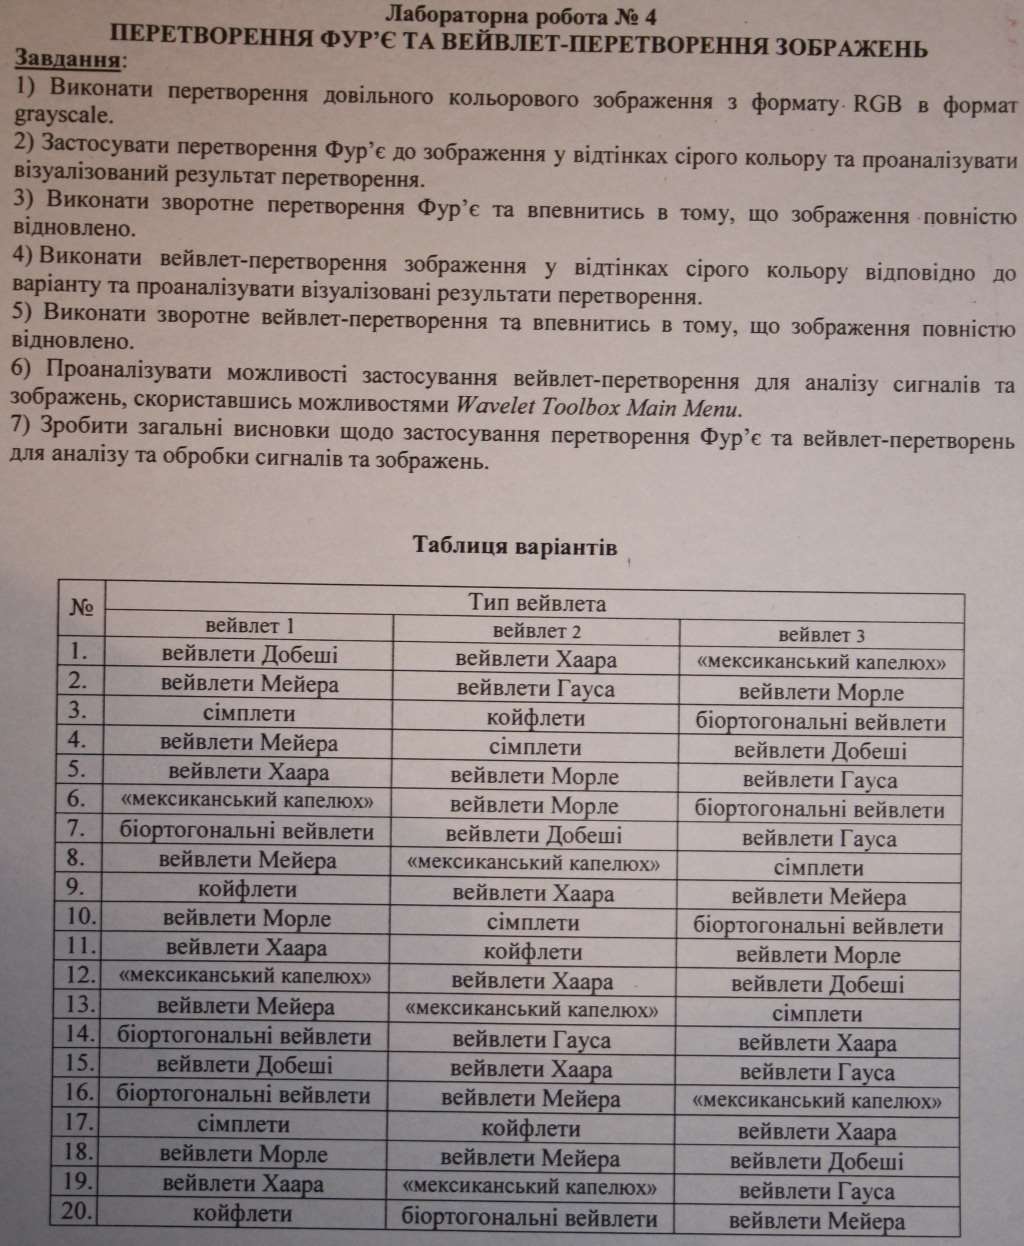 Лабораторна робота № 4
ПЕРЕТВОРЕННЯ ФУР’Є ТА ВЕЙВЛЕТ-ПЕРЕТВОРЕННЯ ЗОБРАЖЕНЬ
Завдання:
1) Виконати перетворення довільного кольорового зображення з формату RGB в формат
grayscale.
2) Застосувати перетворення Фур’є до зображення у відтінках сірого кольору та проаналізувати
візуалізований результат перетворення.
3) Виконати зворотне перетворення Фур’є та впевнитись в тому, що зображення повністю
відновлено.
4) Виконати вейвлет-перетворення зображення у відтінках сірого кольору відповідно до
варіанту та проаналізувати візуалізовані результати перетворення.
5) Виконати зворотне вейвлет-перетворення та впевнитись в тому, що зображення повністю
відновлено.
6) Проаналізувати можливості застосування вейвлет-перетворення для аналізу сигналів та
зображень, скориставшись можливостями Wavelet Toolbox Main Menu.
7) Зробити загальні висновки щодо застосування перетворення Фур’є та вейвлет-перетворень
для аналізу та обробки сигналів та зображень.
Таблиця варіантів
№ Тип вейвлета
вейвлет 1 вейвлет 2 вейвлет 3
1. вейвлети Добеші вейвлети Хаара «мексиканський капелюх»
2. вейвлети Мейера вейвлети Гауса вейвлети Морле
3. сімплети койфлети біортогональні вейвлети
4. вейвлети Мейера сімплети вейвлети Добеші
5. вейвлети Хаара вейвлети Морле вейвлети Гауса
6. «мексиканський капелюх» вейвлети Морле біортогональні вейвлети
7. біортогональні вейвлети вейвлети Добеші вейвлети Гауса
8. вейвлети Мейера «мексиканський капелюх» сімплети
9. койфлети вейвлети Хаара вейвлети Мейера
10. вейвлети Морле сімплети біортогональні вейвлети
11. вейвлети Хаара койфлети вейвлети Морле
12. «мексиканський капелюх» вейвлети Хаара вейвлети Добеші
13. вейвлети Мейера «мексиканський капелюх» сімплети
14. біортогональні вейвлети вейвлети Гауса вейвлети Хаара
15. вейвлети Добеші вейвлети Хаара вейвлети Гауса
16. біортогональні вейвлети вейвлети Мейера «мексиканський капелюх»
17. сімплети койфлети вейвлети Хаара
18. вейвлети Морле вейвлети Мейера вейвлети Добеші
19. вейвлети Хаара «мексиканський капелюх» вейвлети Гауса
20. койфлети біортогональні вейвлети вейвлети Мейера